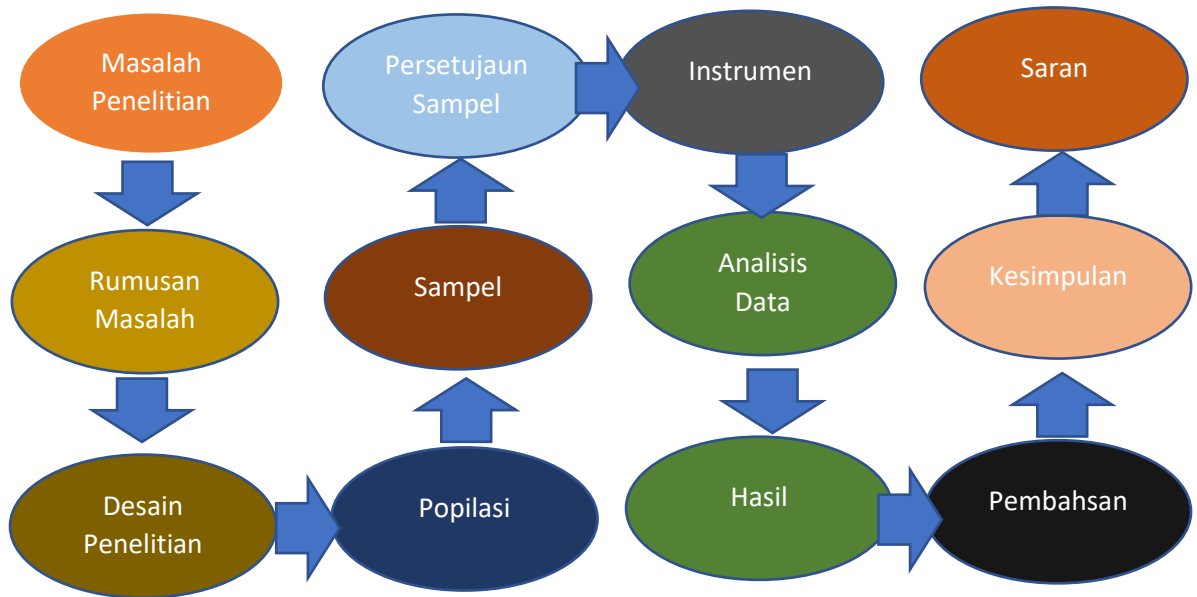 Masalah
Penelitian
Rumusan
Masalah
Desain
Penelitian
Popilasi
Sampel
Persetujaun
Sampel
Instrumen
Analisis
Data
Hasil
Pembahsan
Kesimpulan
Saran